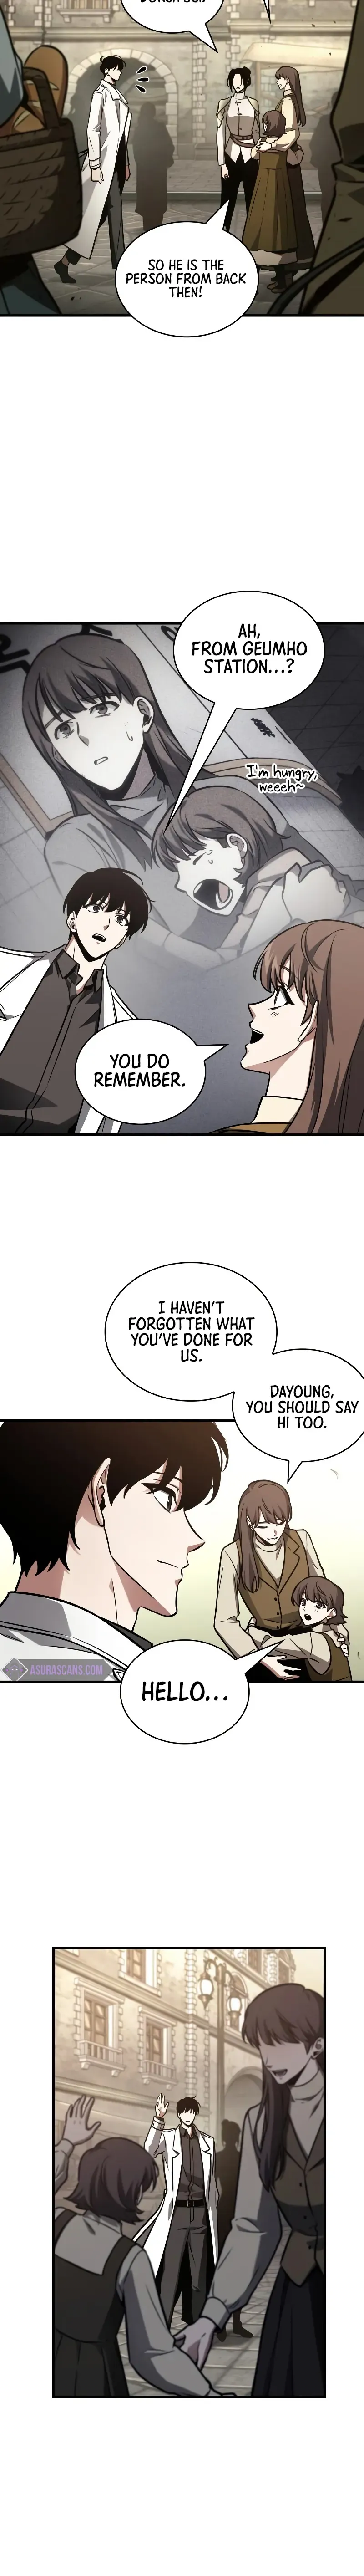 SO HE IS THE
PERSON FROM BACK
THEN!
AH,
FROM GEUMHO
STATION...?
I'm hungry,
weeeh~
YOU DO
REMEMBER.
I HAVEN'T
FORGOTTEN WHAT
YOU'VE DONE FOR
US.
DAYOUNG,
YOU SHOULD SAY
HI TOO.
ASURASCANS.COM
HELLO...